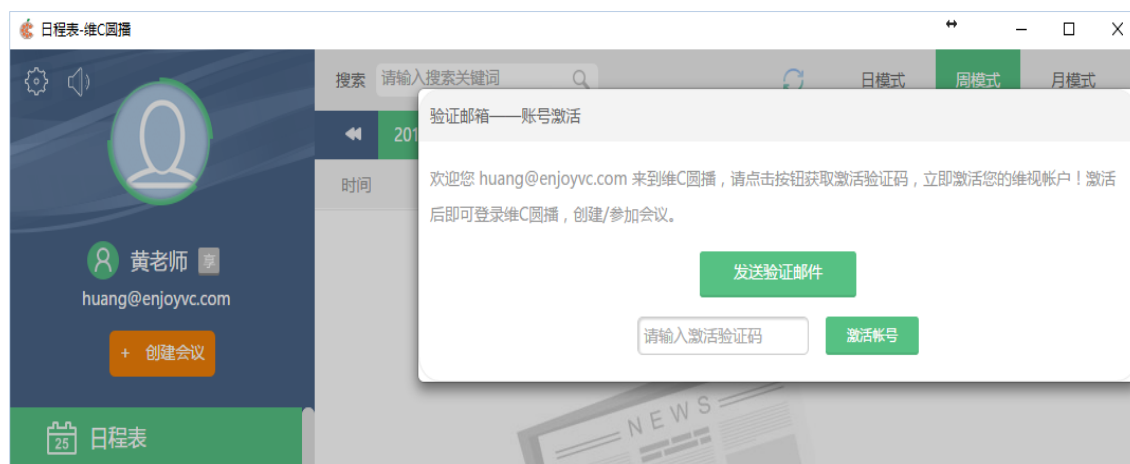 日程表-维C圆播
搜索 请输入搜索关键词 日模式 周模式 月模式
201
时间
验证邮箱——账号激活
欢迎您 huang@enjoyvc.com 来到维C圆播，请点击按钮获取激活验证码，立即激活您的维视帐户！激活
后即可登录维C圆播，创建/参加会议。
发送验证邮件
请输入激活验证码 激活帐号
黄老师 享
huang@enjoyvc.com
+ 创建会议
25 日程表
NEWS